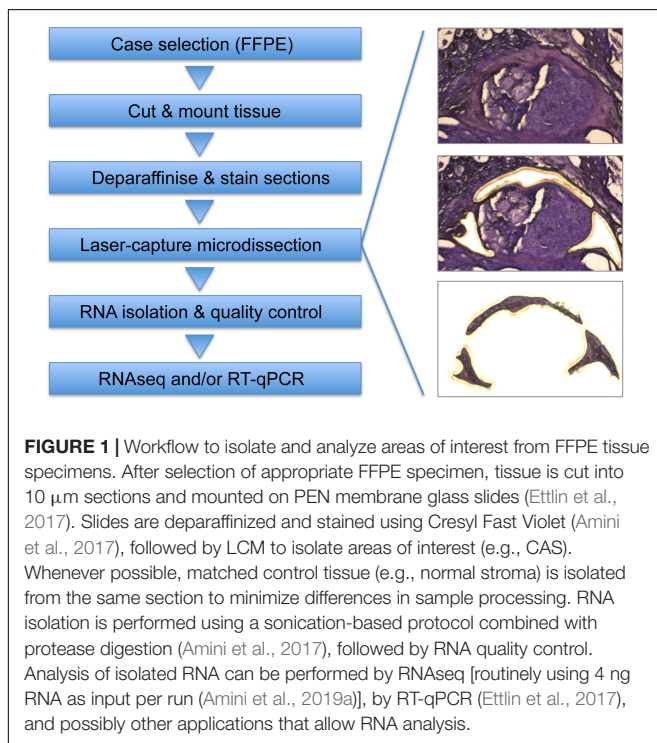 Case selection (FFPE)
Cut & mount tissue
Deparaffinise & stain sections
Laser-capture microdissection
RNA isolation & quality control
RNAseq and/or RT-qPCR
FIGURE 1 | Workflow to isolate and analyze areas of interest from FFPE tissue
specimens. After selection of appropriate FFPE specimen, tissue is cut into
10 μm sections and mounted on PEN membrane glass slides (Ettlin et al.,
2017). Slides are deparaffinized and stained using Cresyl Fast Violet (Amini
et al., 2017), followed by LCM to isolate areas of interest (e.g., CAS).
Whenever possible, matched control tissue (e.g., normal stroma) is isolated
from the same section to minimize differences in sample processing. RNA
isolation is performed using a sonication-based protocol combined with
protease digestion (Amini et al., 2017), followed by RNA quality control.
Analysis of isolated RNA can be performed by RNAseq [routinely using 4 ng
RNA as input per run (Amini et al., 2019a)], by RT-qPCR (Ettlin et al., 2017),
and possibly other applications that allow RNA analysis.